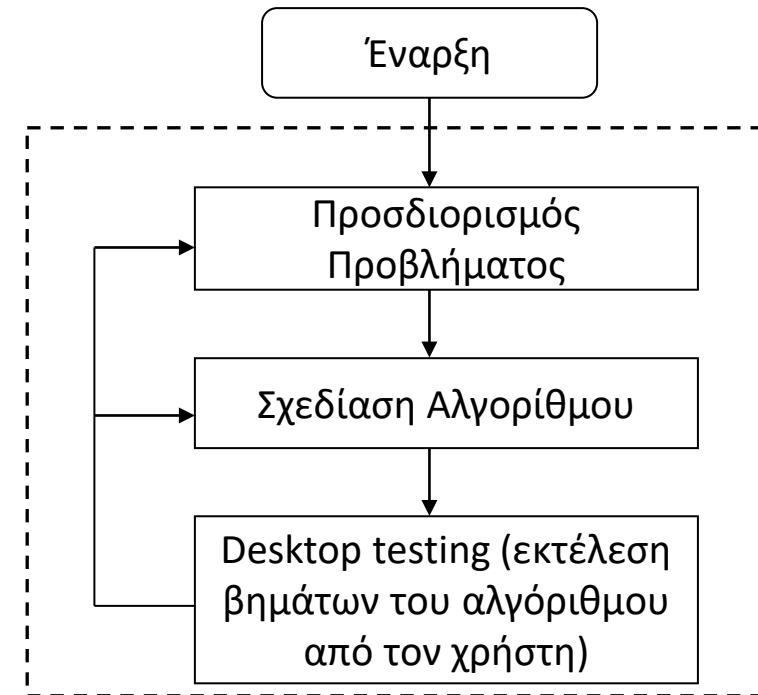 Έναρξη
Προσδιορισμός
Προβλήματος
Σχεδίαση Αλγορίθμου
Desktop testing (εκτέλεση
βημάτων του αλγόριθμου
από τον χρήστη)